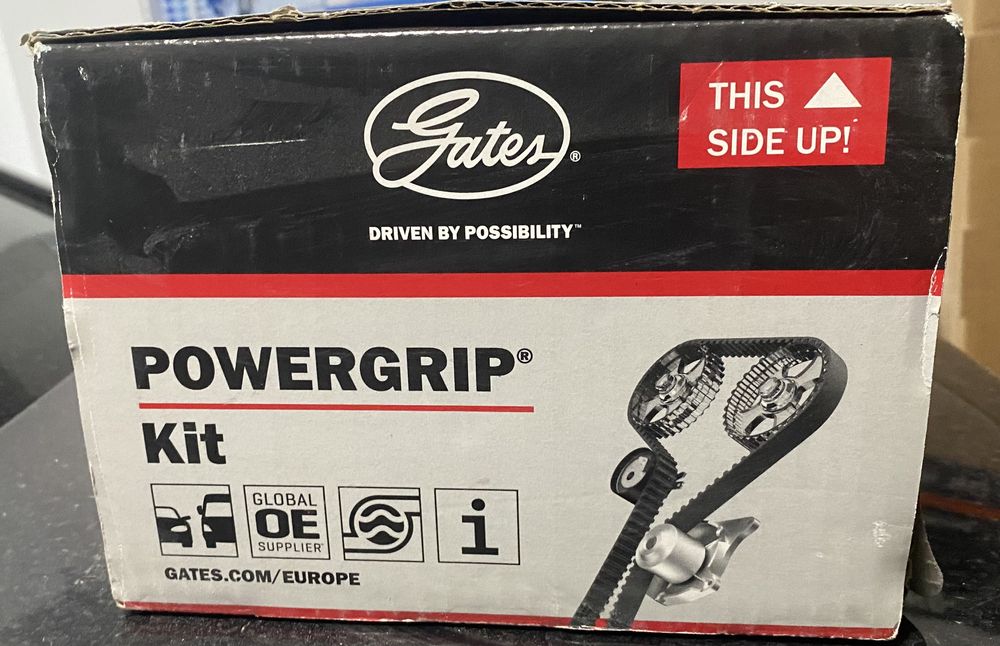 Gates®
DRIVEN BY POSSIBILITY™
THIS
SIDE UP!
POWERGRIP®
Kit
GLOBAL
OE
SUPPLIER
i
GATES.COM/EUROPE